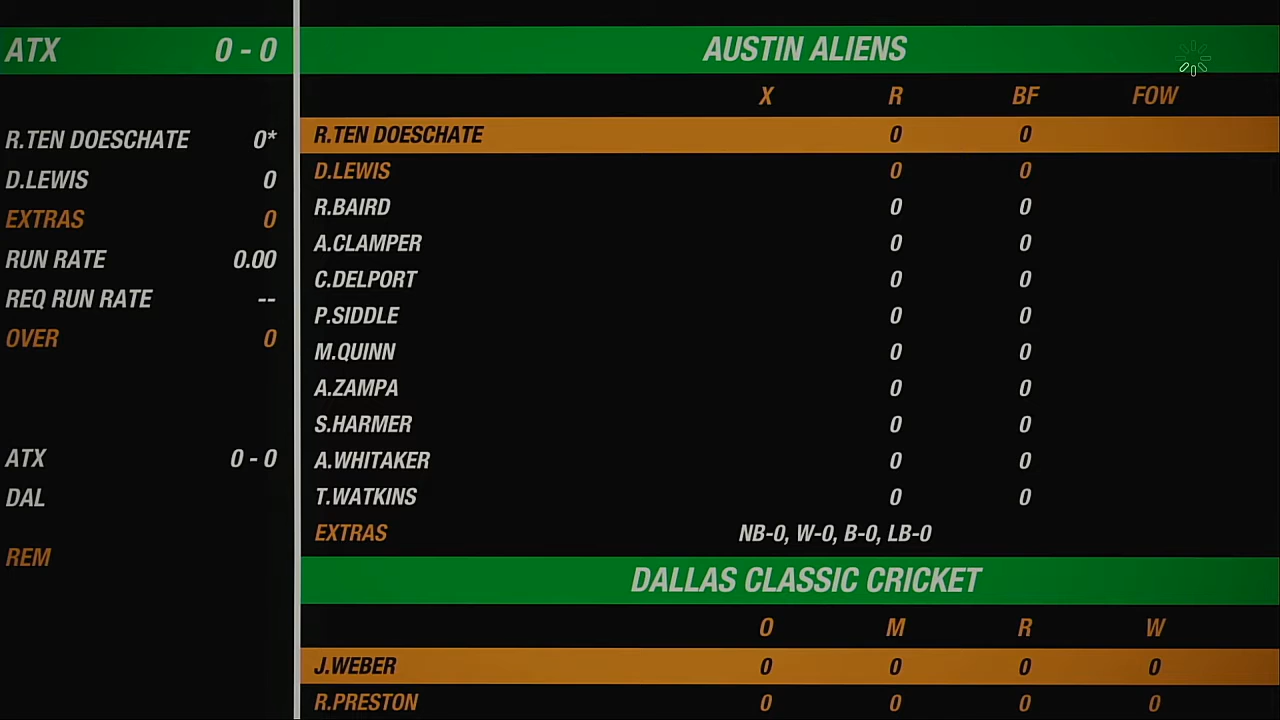 ATX 0 - 0
R.TEN DOESCHATE 0*
D.LEWIS 0
EXTRAS 0
RUN RATE 0.00
REQ RUN RATE --
OVER 0
ATX 0 - 0
DAL
REM
AUSTIN ALIENS
X R BF FOW
R.TEN DOESCHATE 0 0
D.LEWIS 0 0
R.BAIRD 0 0
A.CLAMPER 0 0
C.DELPORT 0 0
P.SIDDLE 0 0
M.QUINN 0 0
A.ZAMPA 0 0
S.HARMER 0 0
A.WHITAKER 0 0
T.WATKINS 0 0
EXTRAS NB-0, W-0, B-0, LB-0
DALLAS CLASSIC CRICKET
O M R W
J.WEBER 0 0 0 0
R.PRESTON 0 0 0 0